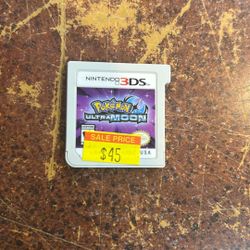 NINTENDO 3DS
Pokémon
ULTRA MOON
SALE PRICE
$45
USA